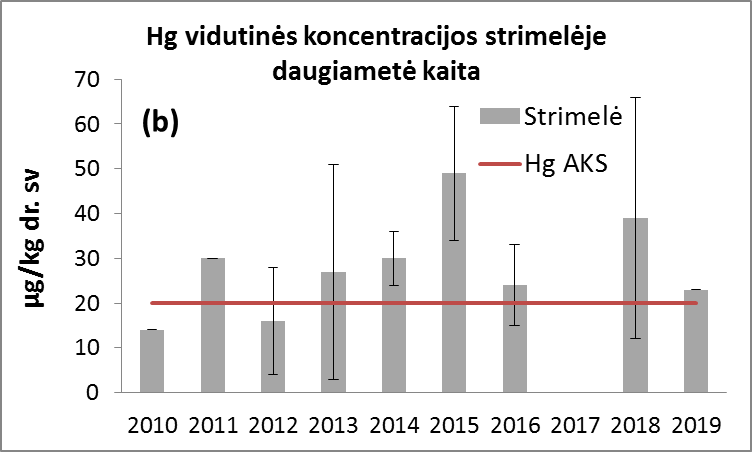 Hg vidutinės koncentracijos strimelėje
daugiametė kaita
(b)
µg/kg dr. sv
70
60
50
40
30
20
10
0
Strimelė
Hg AKS
2010 2011 2012 2013 2014 2015 2016 2017 2018 2019